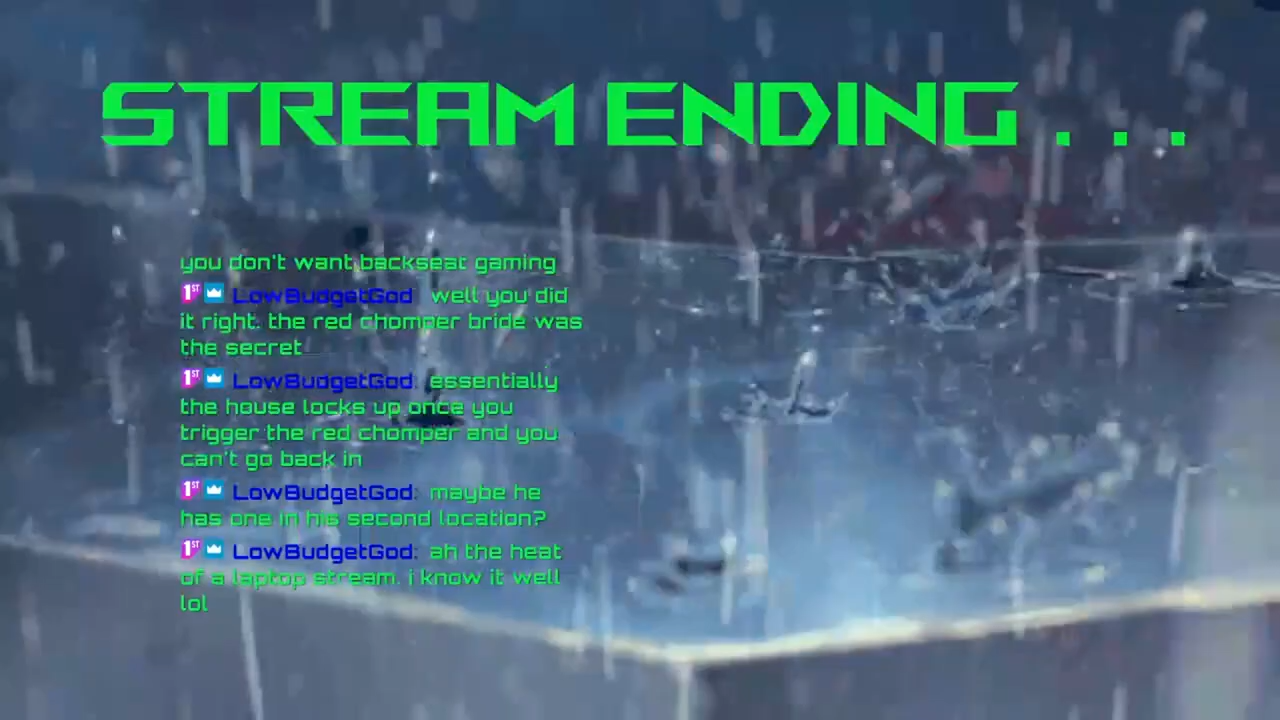 STREAM ENDING . . .
you don't want backseat gaming
1ST LowBudgetGod: well you did
it right. the red chomper bride was
the secret
1ST LowBudgetGod: essentially
the house locks up once you
trigger the red chomper and you
can't go back in
1ST LowBudgetGod: maybe he
has one in his second location?
1ST LowBudgetGod: ah the heat
of a laptop stream. i know it well
lol